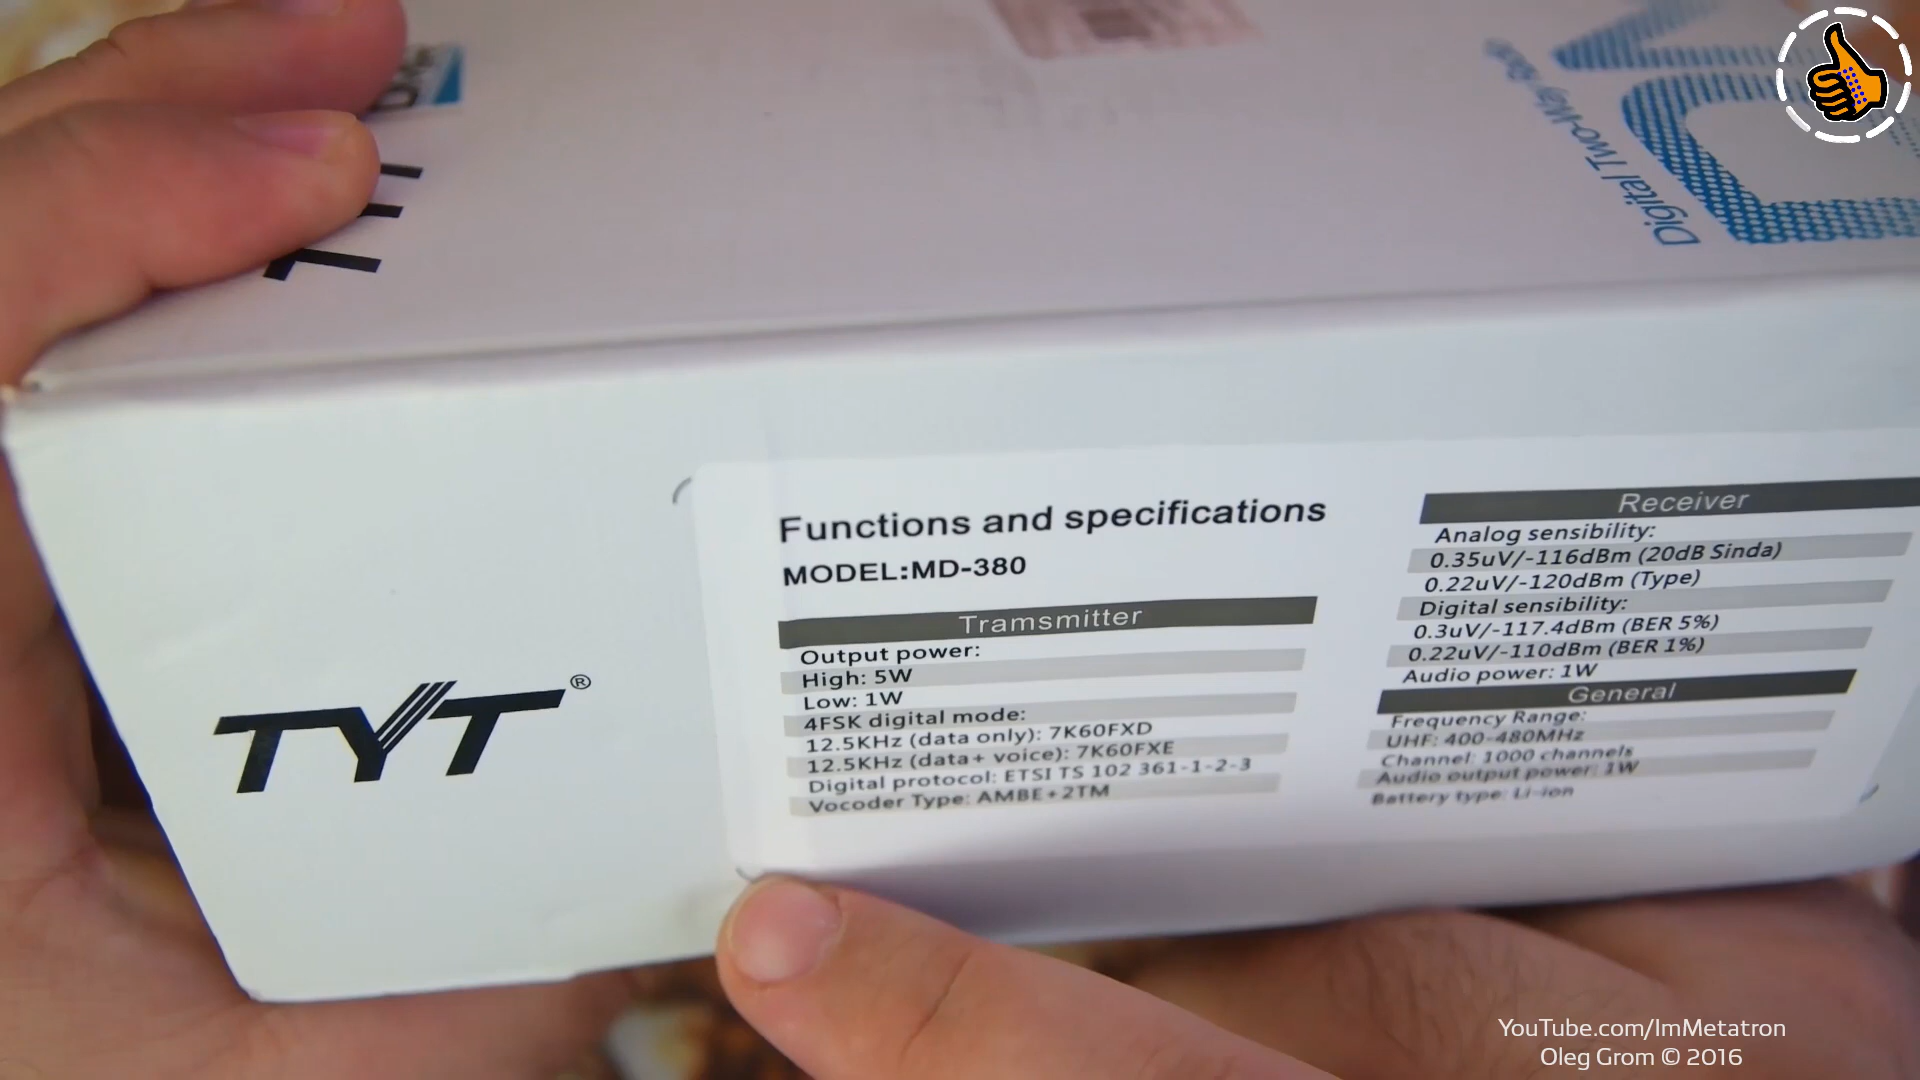 Digital Two-Way Radio
TYT®
Functions and specifications
MODEL:MD-380
Tramsmitter
Output power:
High: 5W
Low: 1W
4FSK digital mode:
12.5KHz (data only): 7K60FXD
12.5KHz (data+ voice): 7K60FXE
Digital protocol: ETSI TS 102 361-1-2-3
Vocoder Type: AMBE+2TM
Receiver
Analog sensibility:
0.35uV/-116dBm (20dB Sinda)
0.22uV/-120dBm (Type)
Digital sensibility:
0.3uV/-117.4dBm (BER 5%)
0.22uV/-110dBm (BER 1%)
Audio power: 1W
General
Frequency Range:
UHF: 400-480MHz
Channel: 1000 channels
Audio output power: 1W
Battery type: Li-ion
YouTube.com/ImMetatron
Oleg Grom © 2016